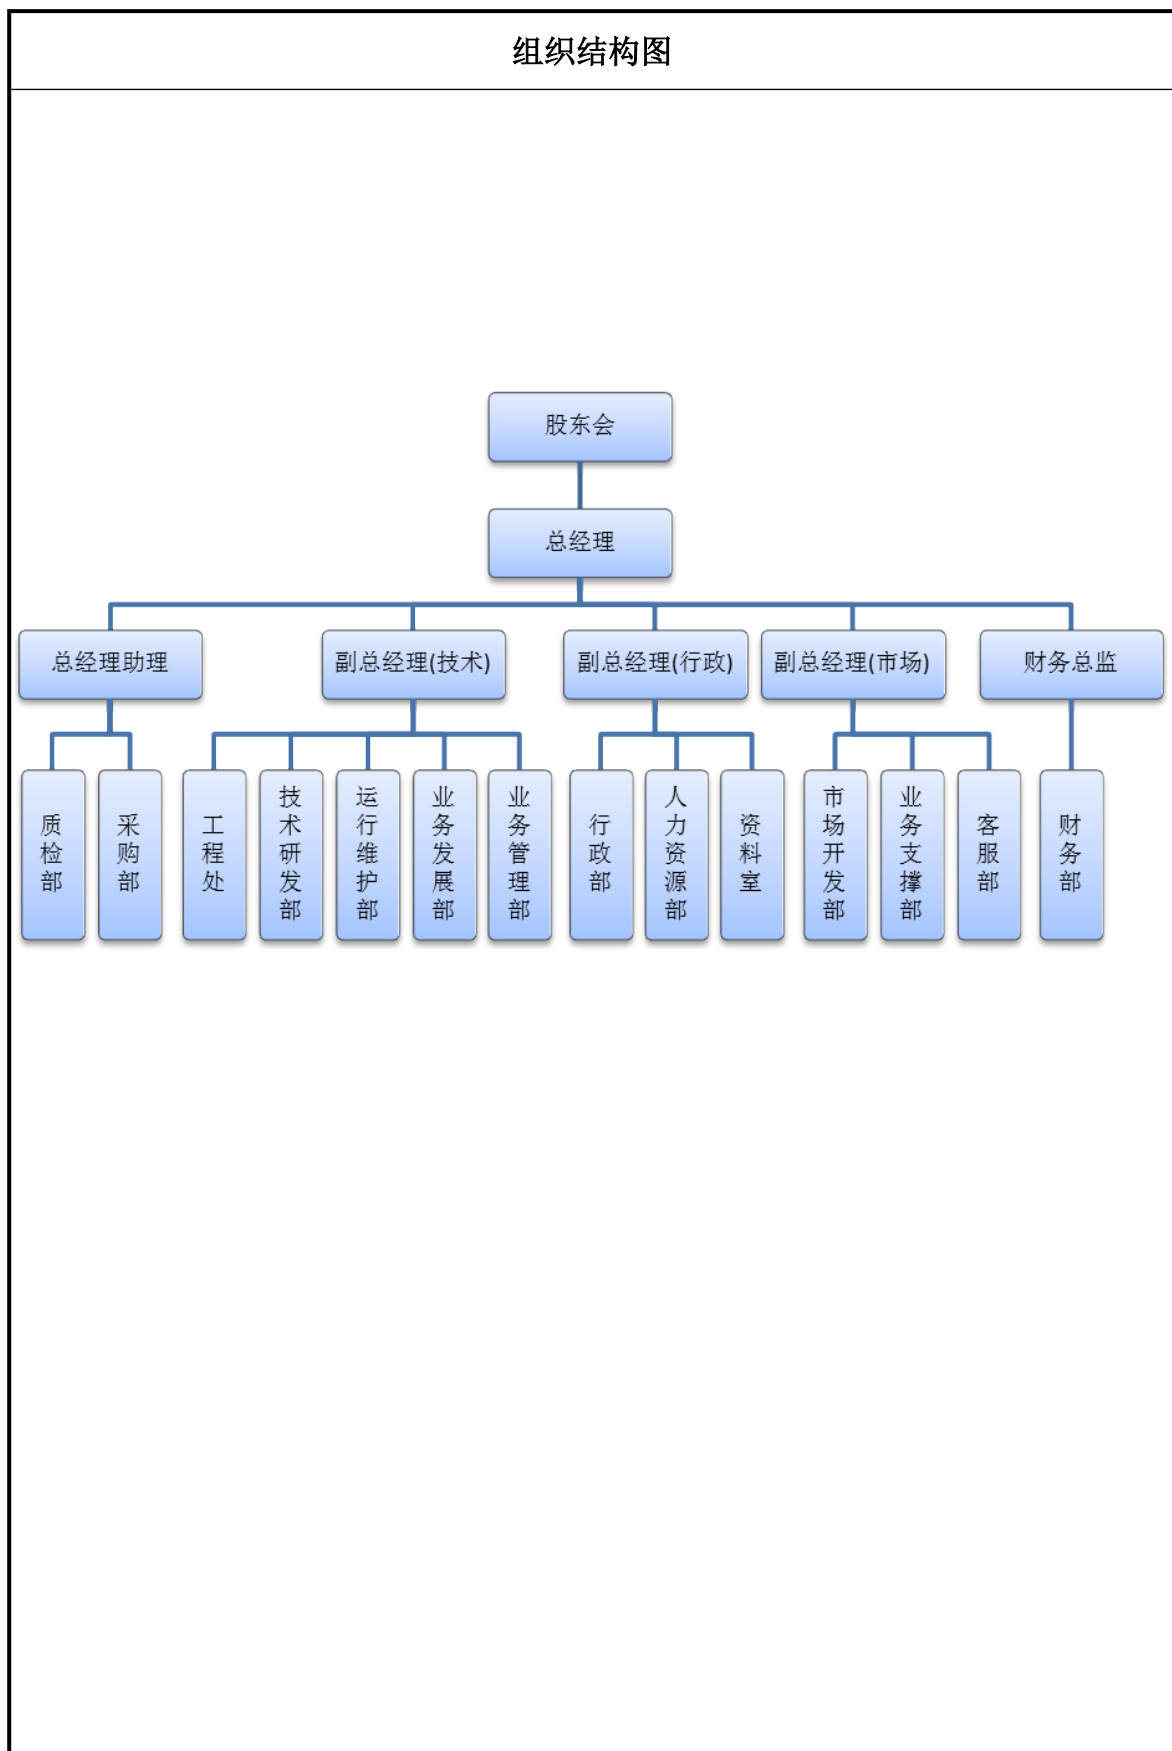 组织结构图
股东会
总经理
总经理助理
副总经理(技术)
副总经理(行政)
副总经理(市场)
财务总监
质检部
采购部
工程处
技术研发部
运行维护部
业务发展部
业务管理部
行政部
人力资源部
资料室
市场开发部
业务支撑部
客服部
财务部